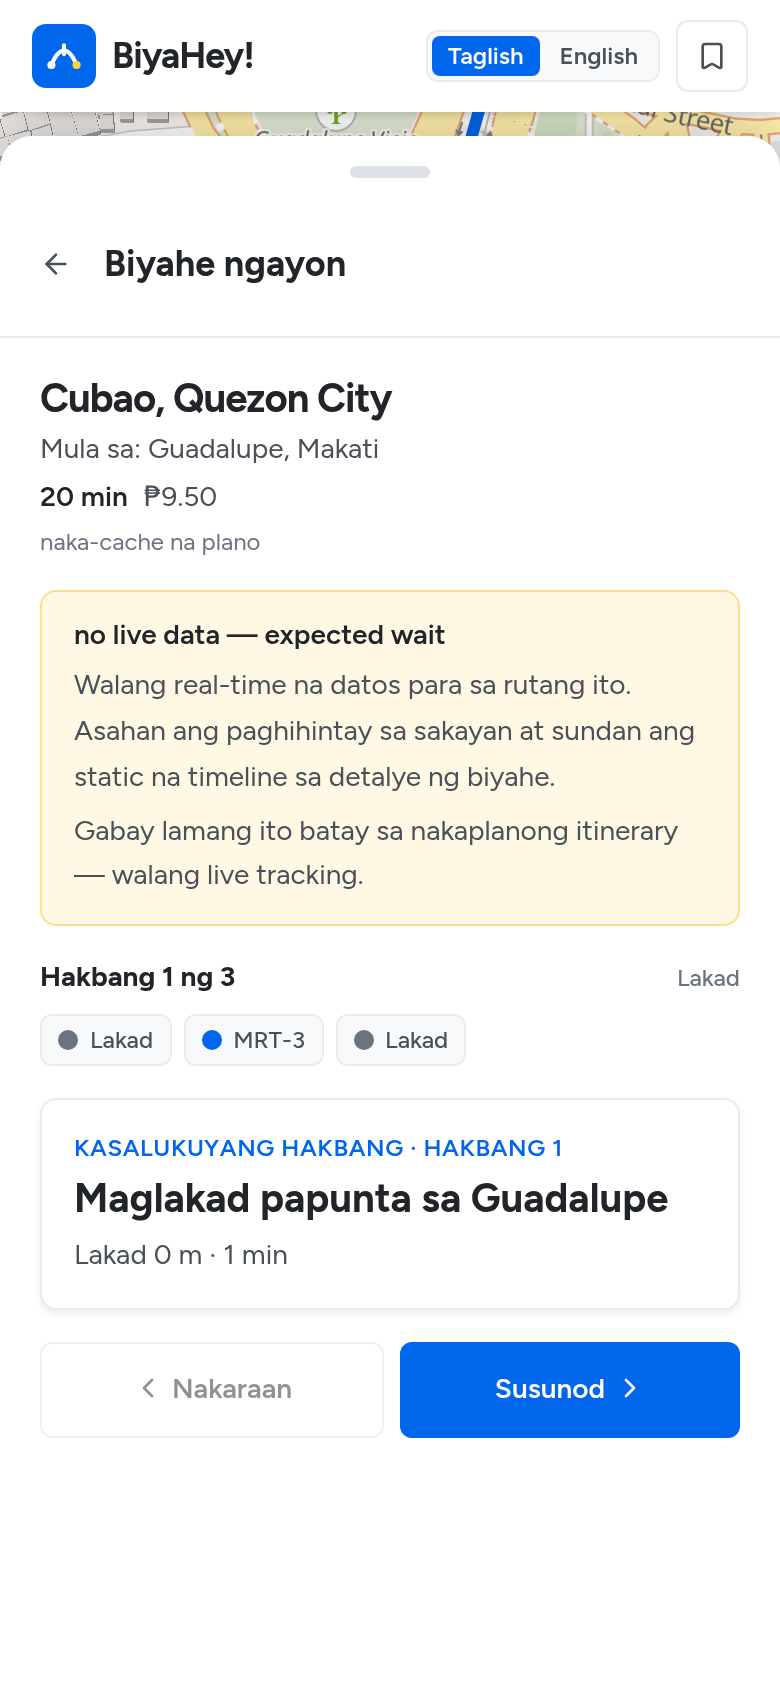 BiyaHey!
Taglish
English
Guadalupe Viejo
Street
Biyahe ngayon
Cubao, Quezon City
Mula sa: Guadalupe, Makati
20 min ₱9.50
naka-cache na plano
no live data — expected wait
Walang real-time na datos para sa rutang ito.
Asahan ang paghihintay sa sakayan at sundan ang
static na timeline sa detalye ng biyahe.
Gabay lamang ito batay sa nakaplanong itinerary
— walang live tracking.
Hakbang 1 ng 3
Lakad
Lakad
MRT-3
Lakad
KASALUKUYANG HAKBANG · HAKBANG 1
Maglakad papunta sa Guadalupe
Lakad 0 m · 1 min
Nakaraan
Susunod